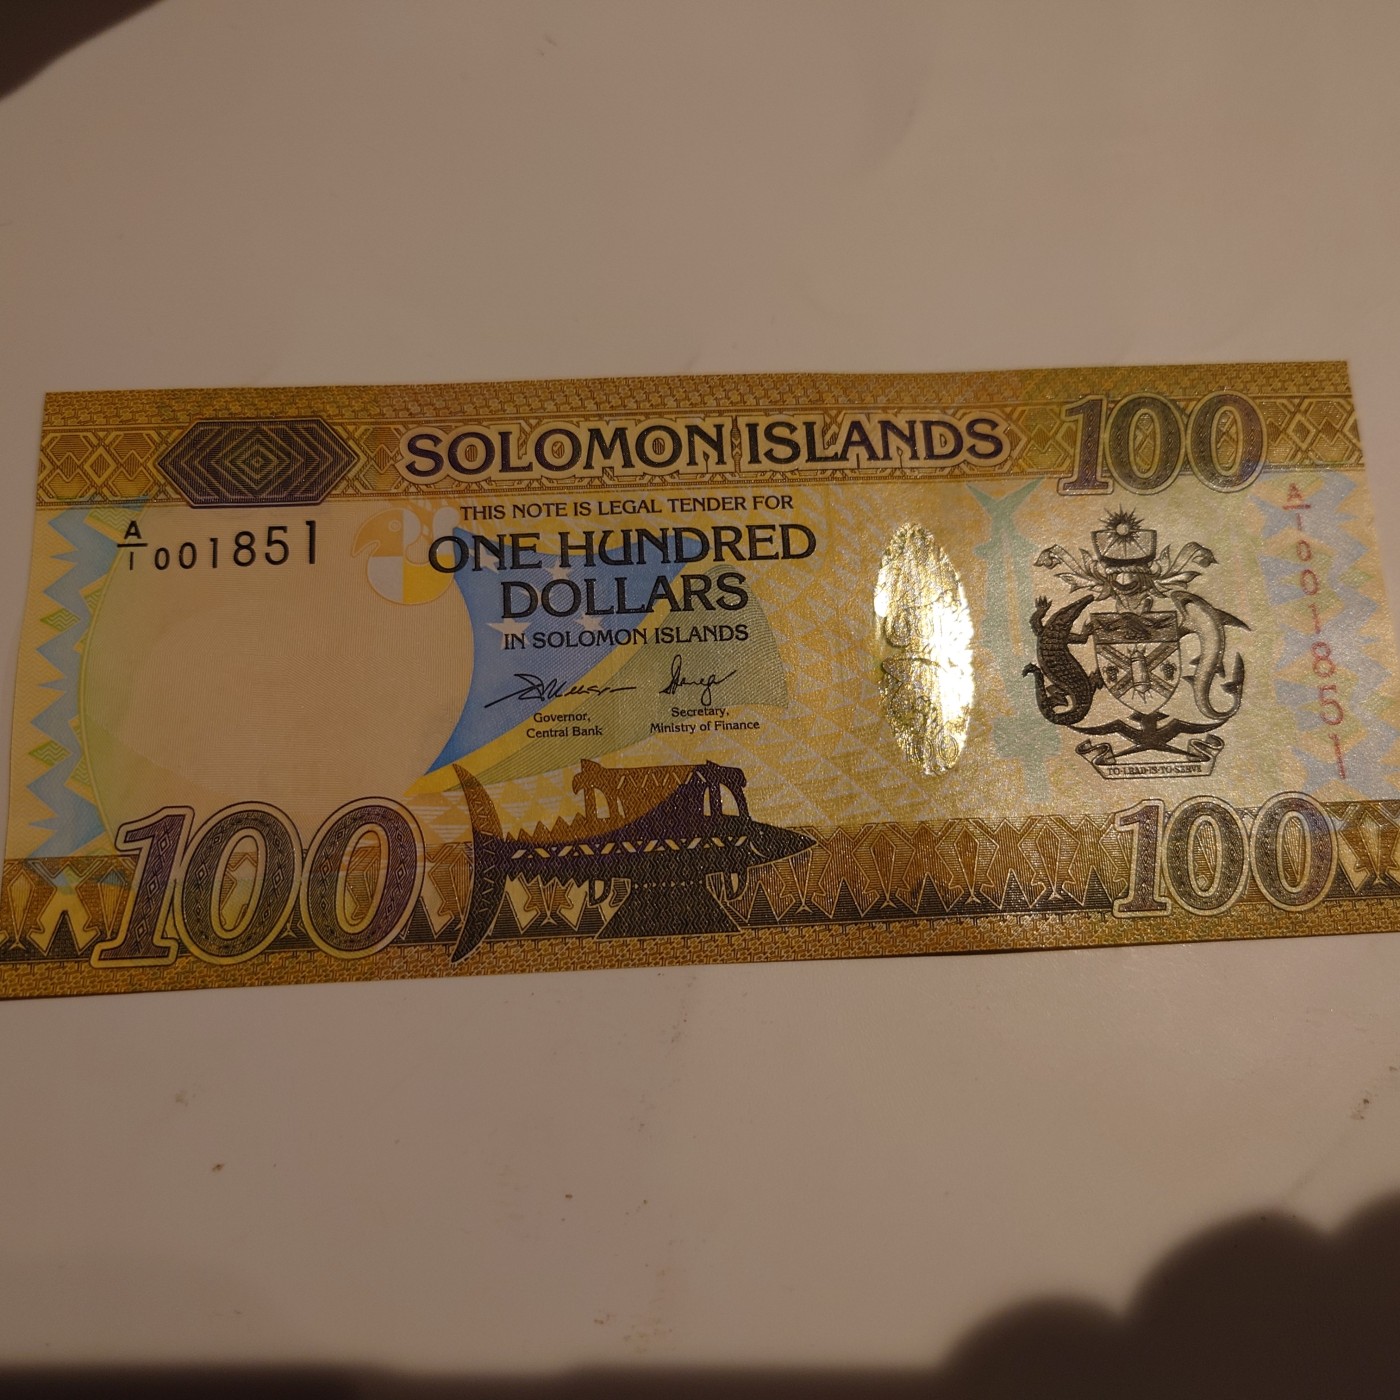 SOLOMON ISLANDS
100
A/1 001851
THIS NOTE IS LEGAL TENDER FOR
ONE HUNDRED
DOLLARS
IN SOLOMON ISLANDS
Governor,
Central Bank
Secretary,
Ministry of Finance
A/1 001851
TO·LEAD·IS·TO·SERVE
100
100